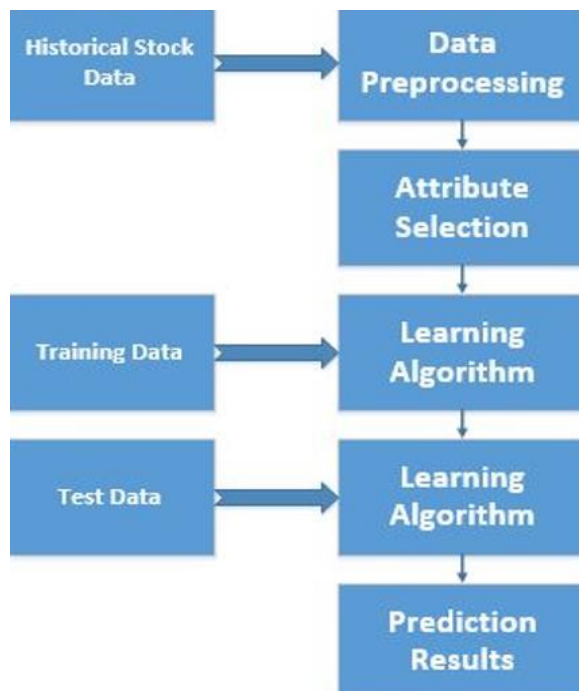 Historical Stock
Data
Data
Preprocessing
Attribute
Selection
Training Data
Learning
Algorithm
Test Data
Learning
Algorithm
Prediction
Results